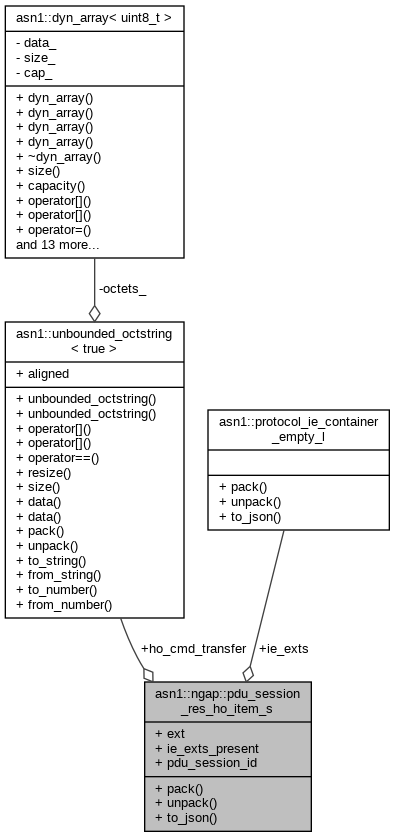 asn1::dyn_array< uint8_t >
- data_
- size_
- cap_
+ dyn_array()
+ dyn_array()
+ dyn_array()
+ dyn_array()
+ ~dyn_array()
+ size()
+ capacity()
+ operator[]()
+ operator[]()
+ operator=()
and 13 more...
-octets_
asn1::unbounded_octstring
< true >
+ aligned
+ unbounded_octstring()
+ unbounded_octstring()
+ operator[]()
+ operator[]()
+ operator==()
+ resize()
+ size()
+ data()
+ data()
+ pack()
+ unpack()
+ to_string()
+ from_string()
+ to_number()
+ from_number()
asn1::protocol_ie_container
_empty_l
+ pack()
+ unpack()
+ to_json()
+ho_cmd_transfer
+ie_exts
asn1::ngap::pdu_session
_res_ho_item_s
+ ext
+ ie_exts_present
+ pdu_session_id
+ pack()
+ unpack()
+ to_json()